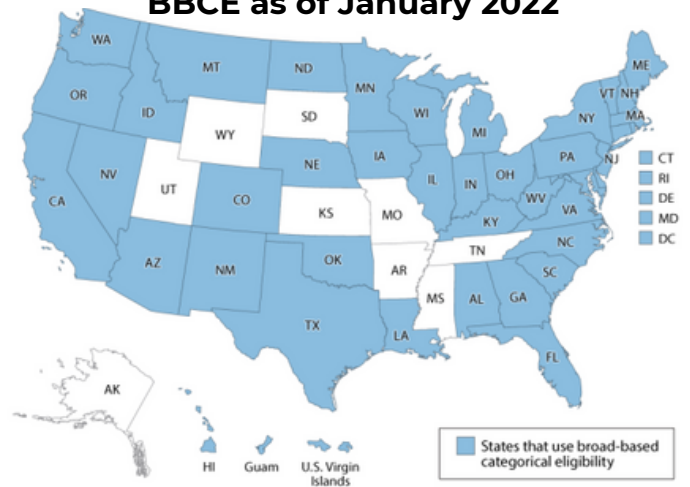 BBCE as of January 2022
WA
MT
ND
MN
ME
VT
NH
OR
ID
SD
WI
MI
NY
MA
WY
NE
IA
PA
NJ
CT
RI
DE
MD
DC
NV
UT
CO
IL
IN
OH
WV
VA
CA
KS
MO
KY
NC
TN
AZ
NM
OK
AR
SC
MS
AL
GA
TX
LA
FL
AK
HI
Guam
U.S. Virgin
Islands
States that use broad-based
categorical eligibility